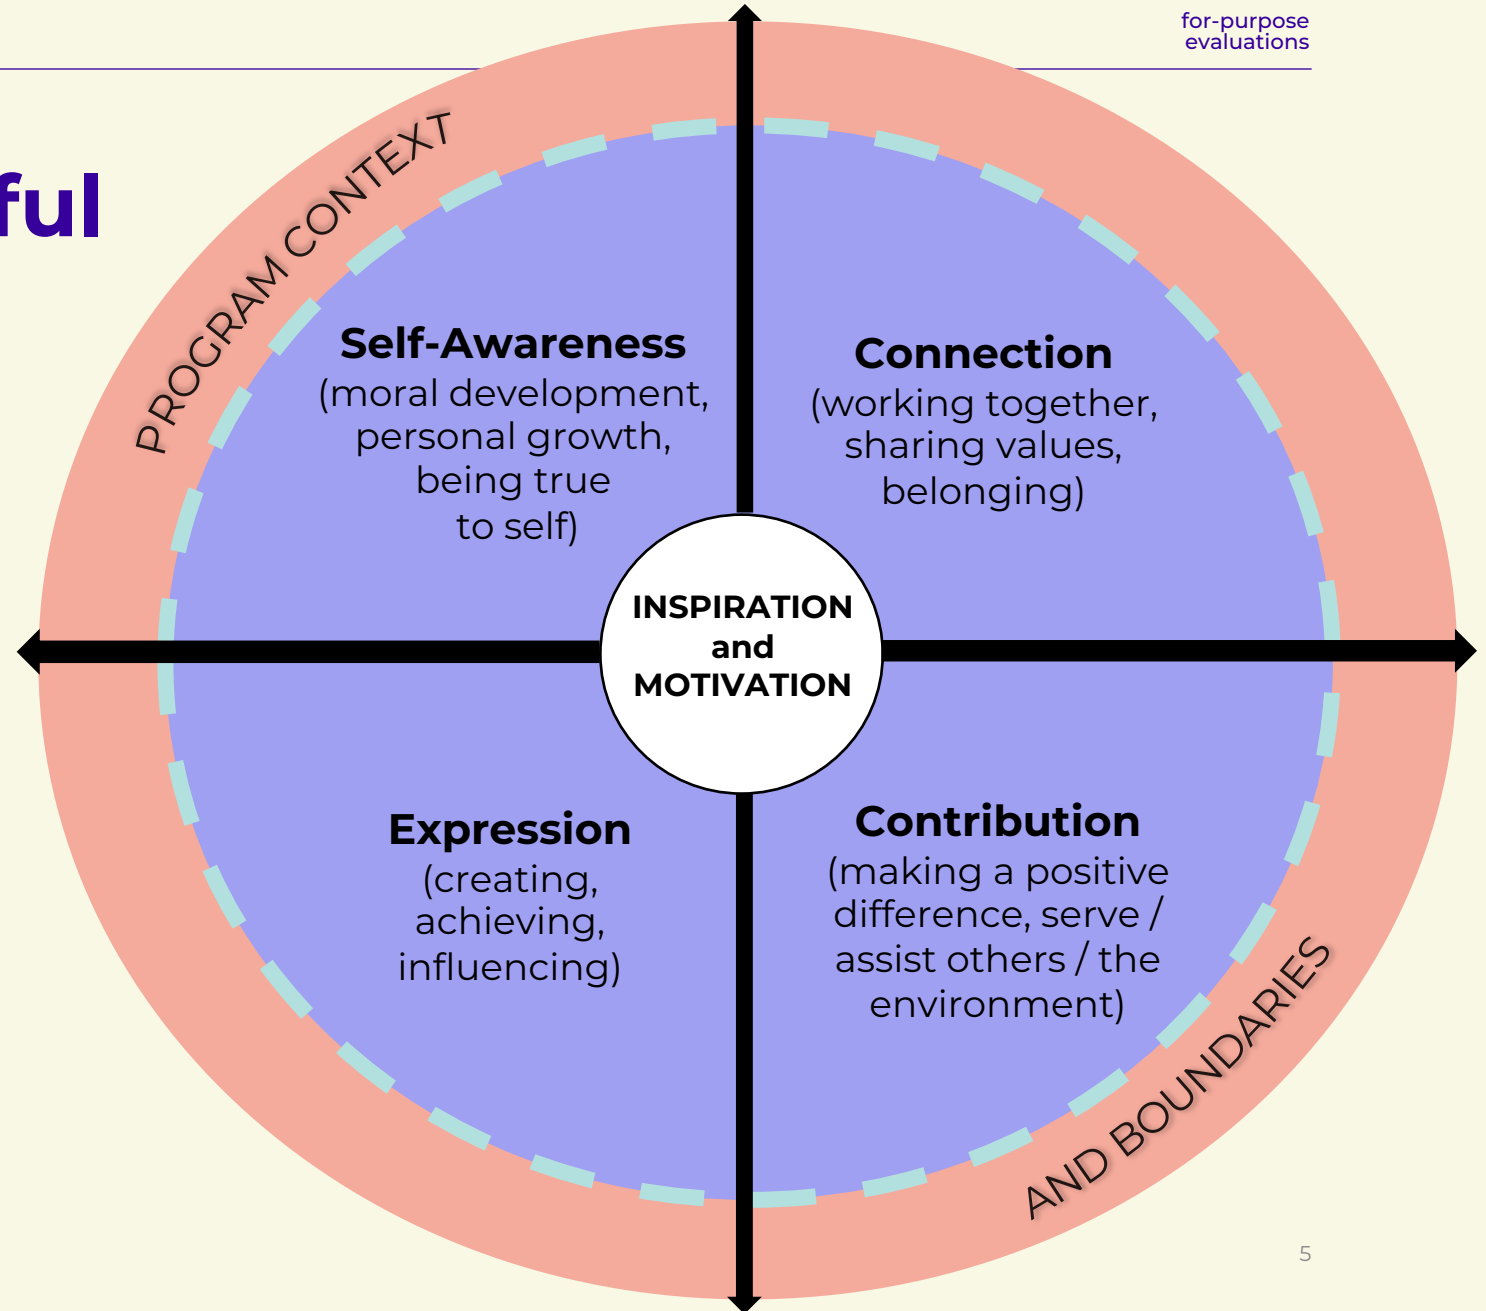 for-purpose
evaluations
ful
PROGRAM CONTEXT
Self-Awareness
(moral development,
personal growth,
being true
to self)
Connection
(working together,
sharing values,
belonging)
INSPIRATION
and
MOTIVATION
Expression
(creating,
achieving,
influencing)
Contribution
(making a positive
difference, serve /
assist others / the
environment)
AND BOUNDARIES
5